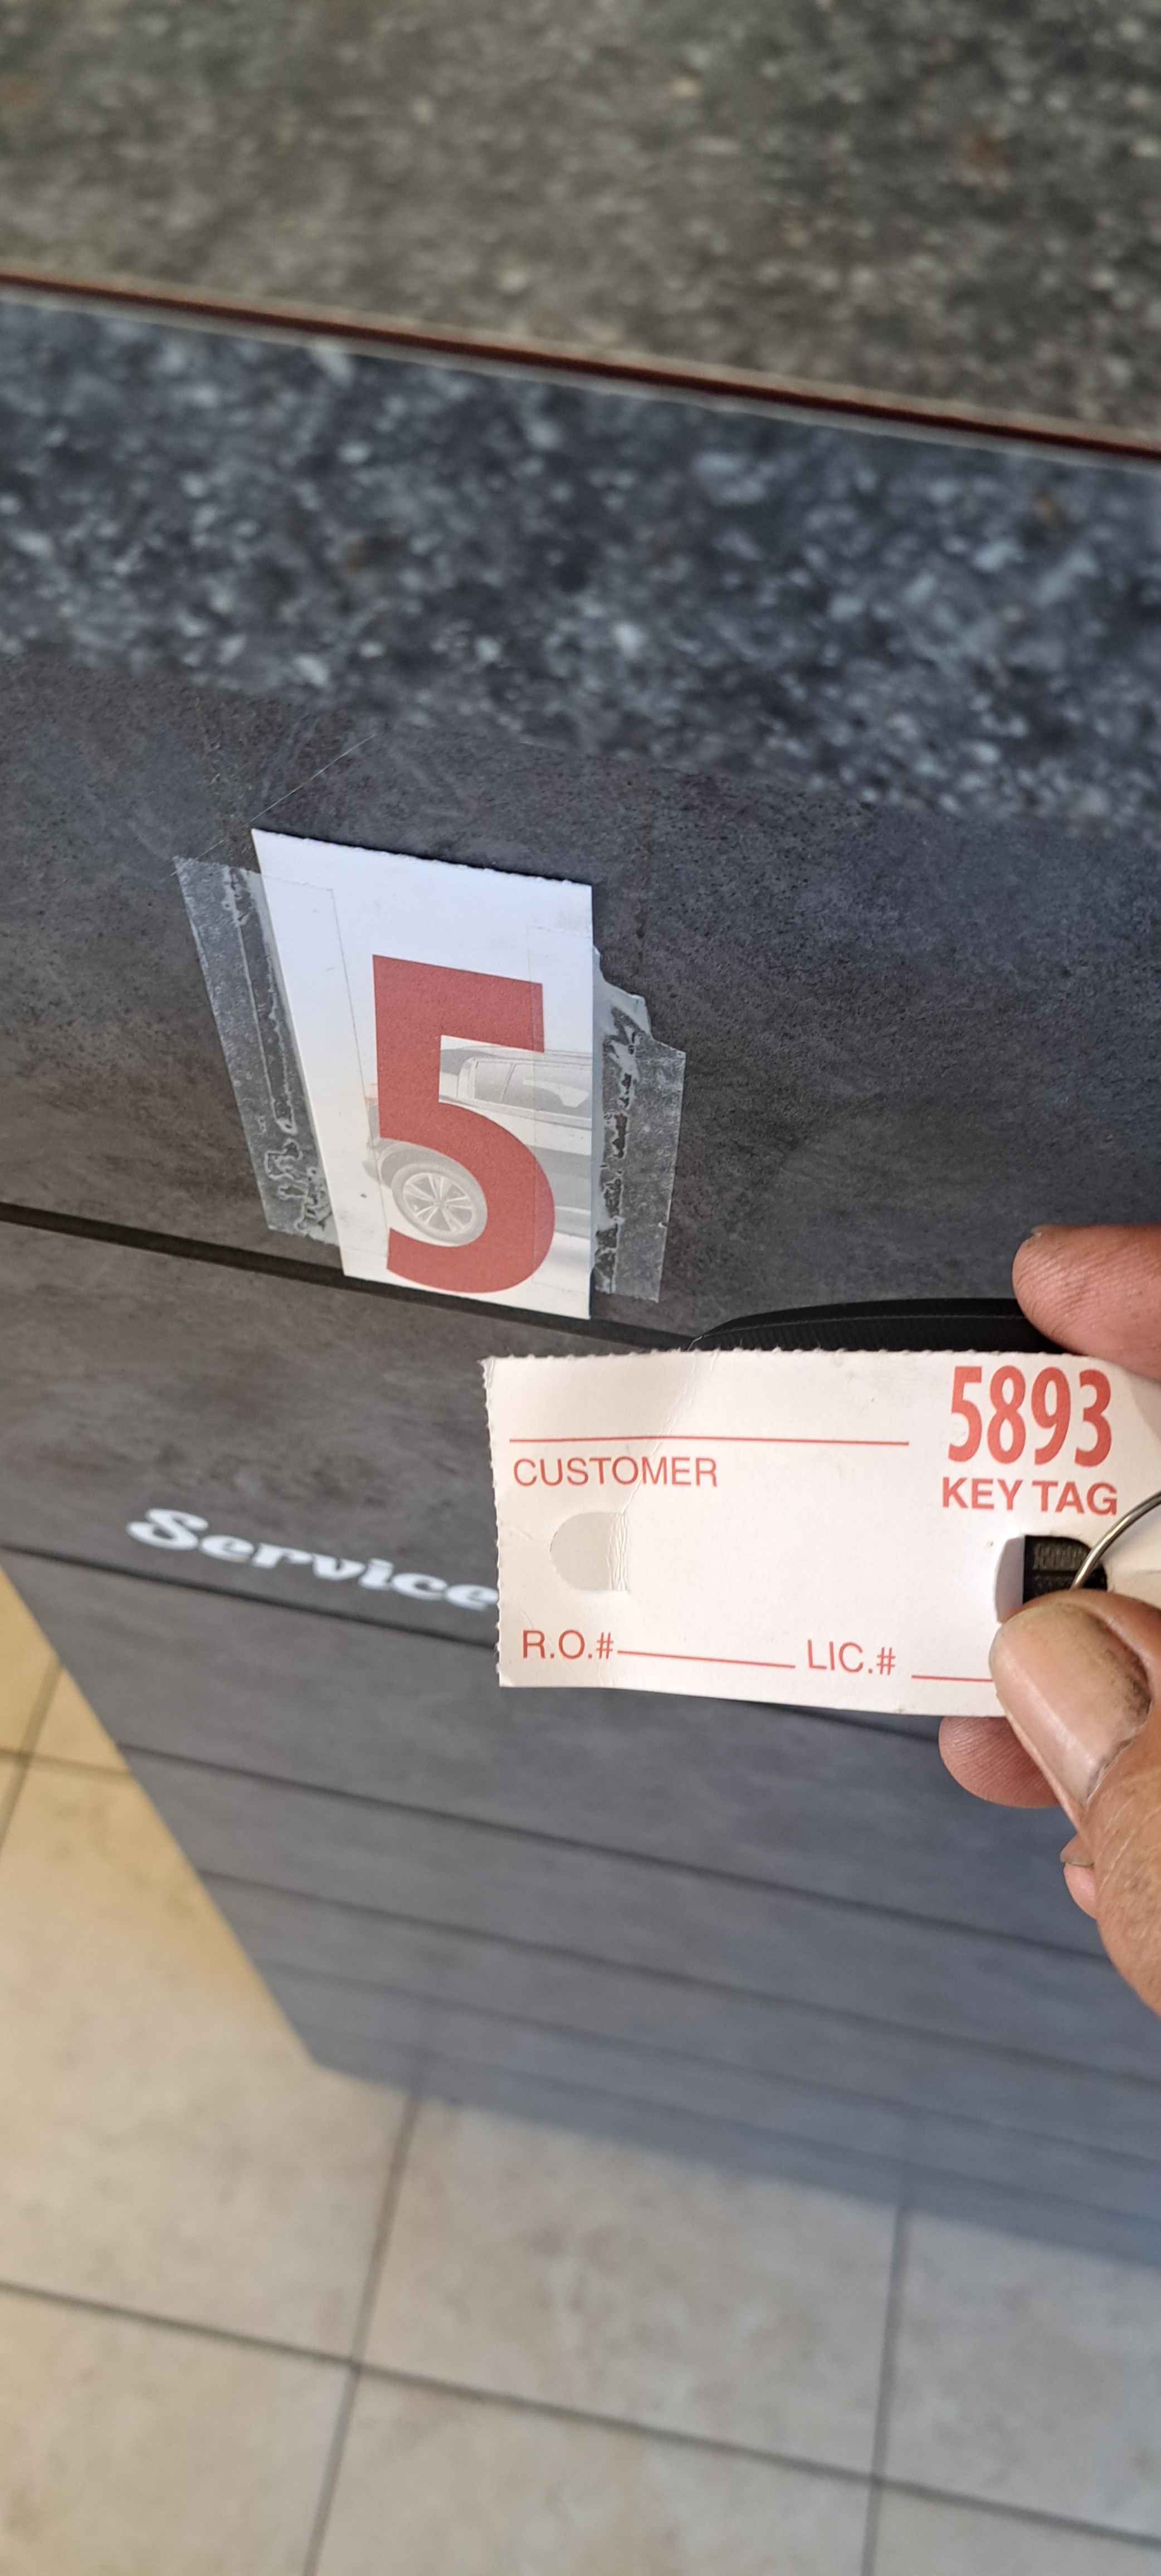 5
5893
KEY TAG
CUSTOMER
Service
R.O.# LIC.#